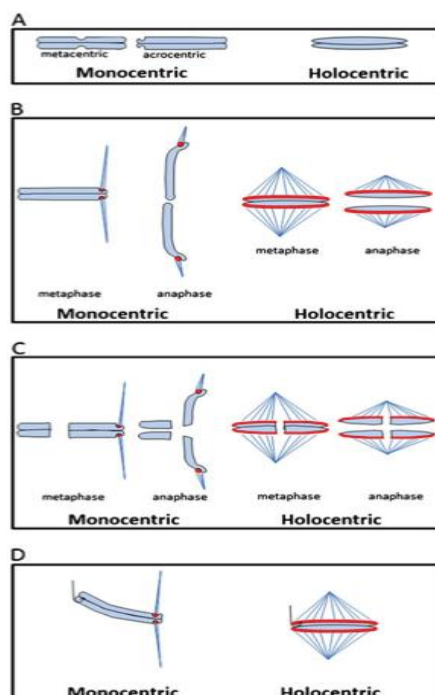 A
metacentric acrocentric
Monocentric Holocentric
B
metaphase anaphase metaphase anaphase
Monocentric Holocentric
C
metaphase anaphase metaphase anaphase
Monocentric Holocentric
D
Monocentric Holocentric